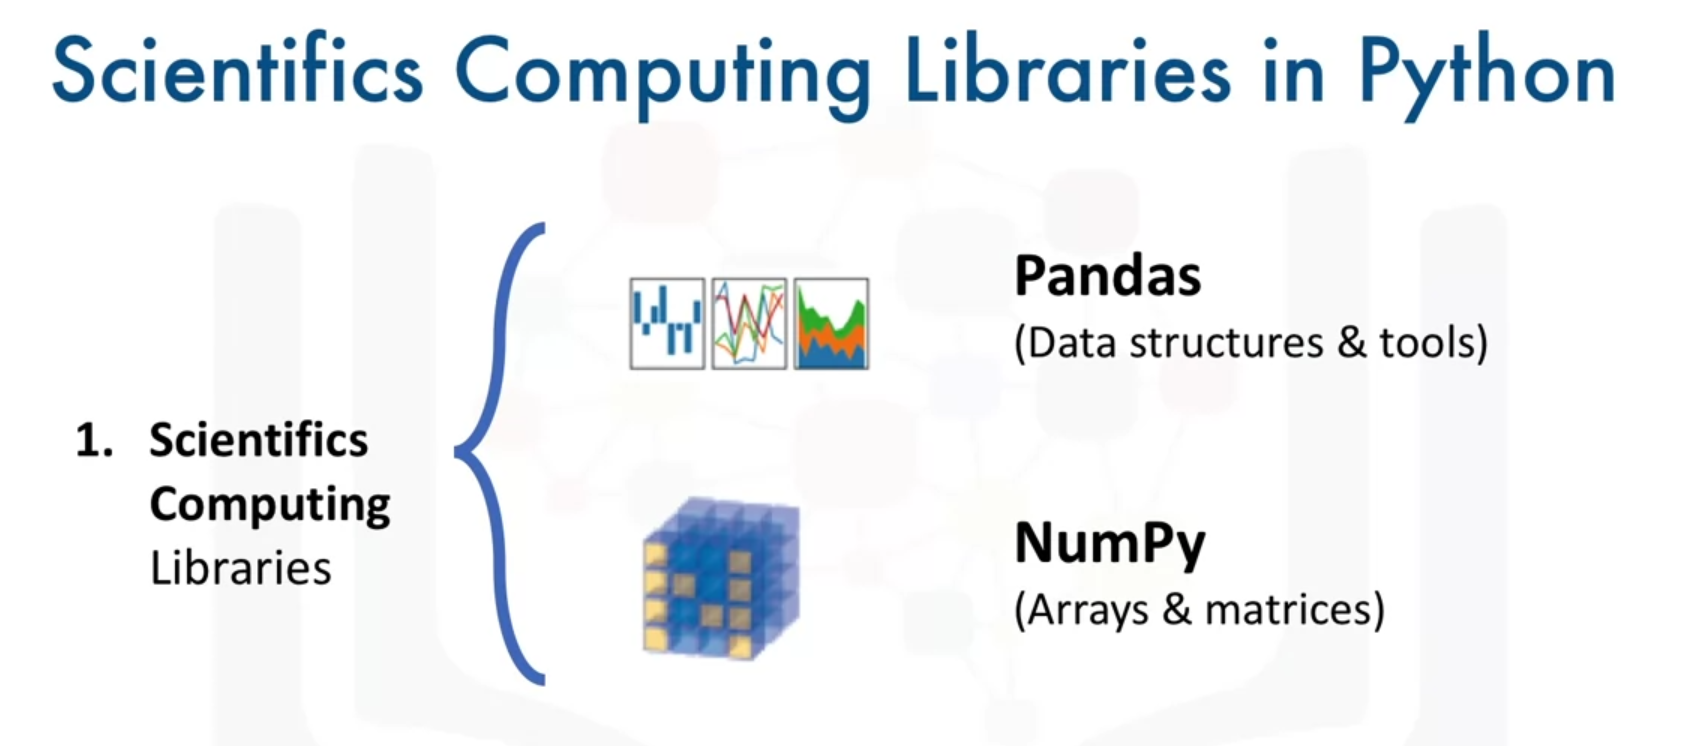 Scientifics Computing Libraries in Python
1. Scientifics
Computing
Libraries
Pandas
(Data structures & tools)
NumPy
(Arrays & matrices)